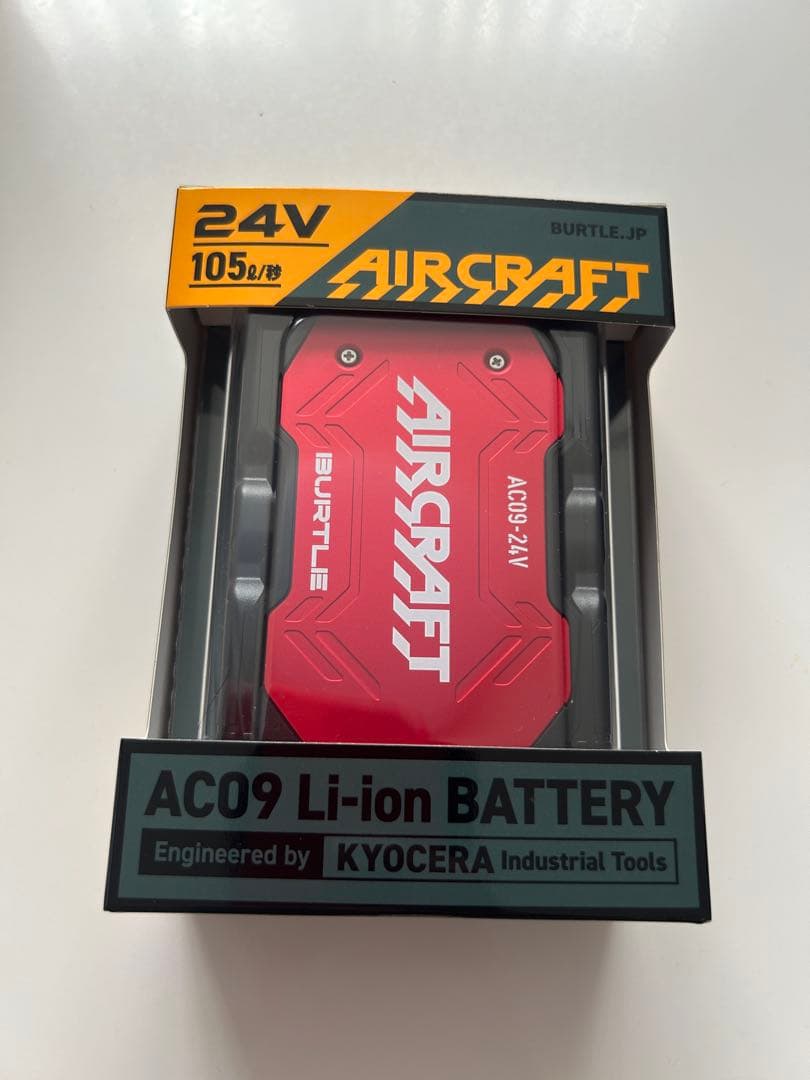 24V
105ℓ/秒
BURTLE.JP
AIRCRAFT
AIRCRAFT
BURTLE
AC09-24V
AC09 Li-ion BATTERY
Engineered by KYOCERA Industrial Tools